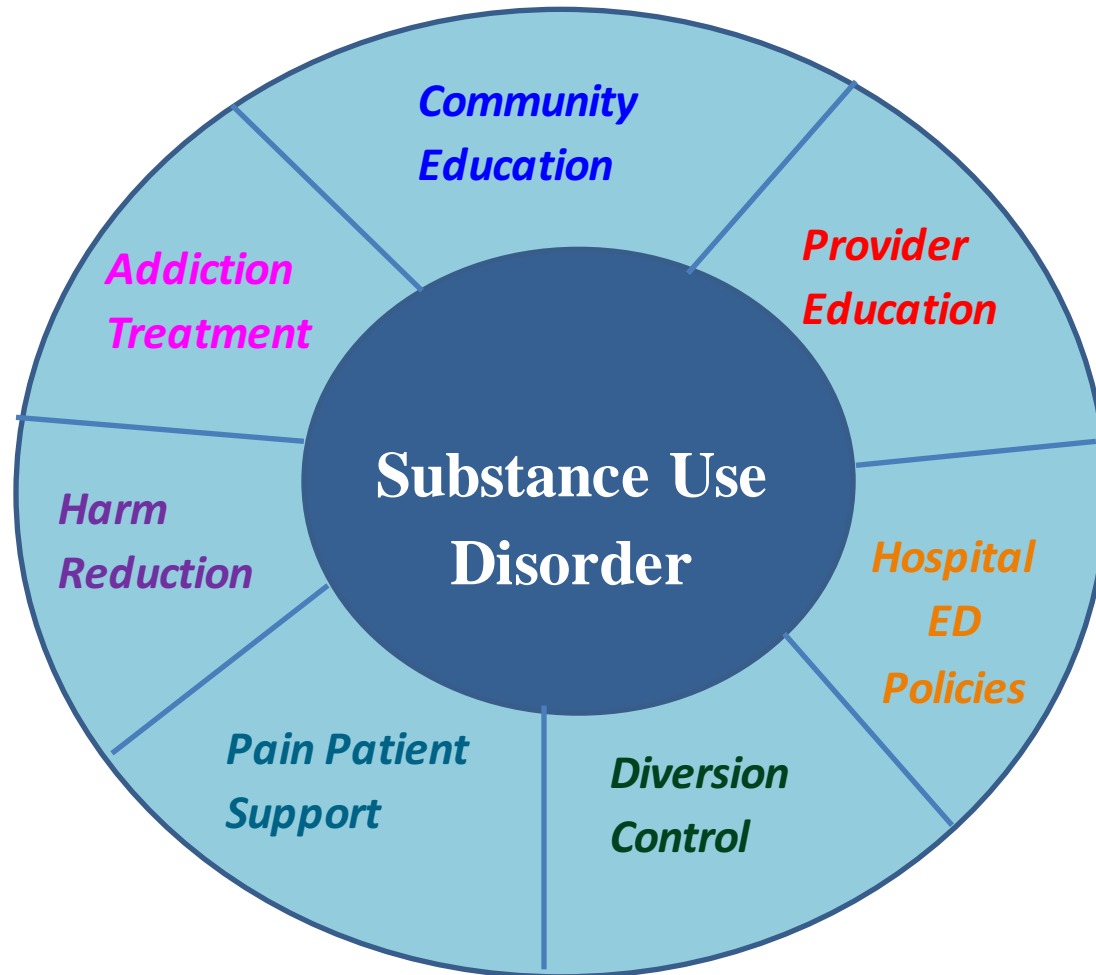 Community
Education
Provider
Education
Hospital
ED
Policies
Diversion
Control
Pain Patient
Support
Harm
Reduction
Addiction
Treatment
Substance Use
Disorder